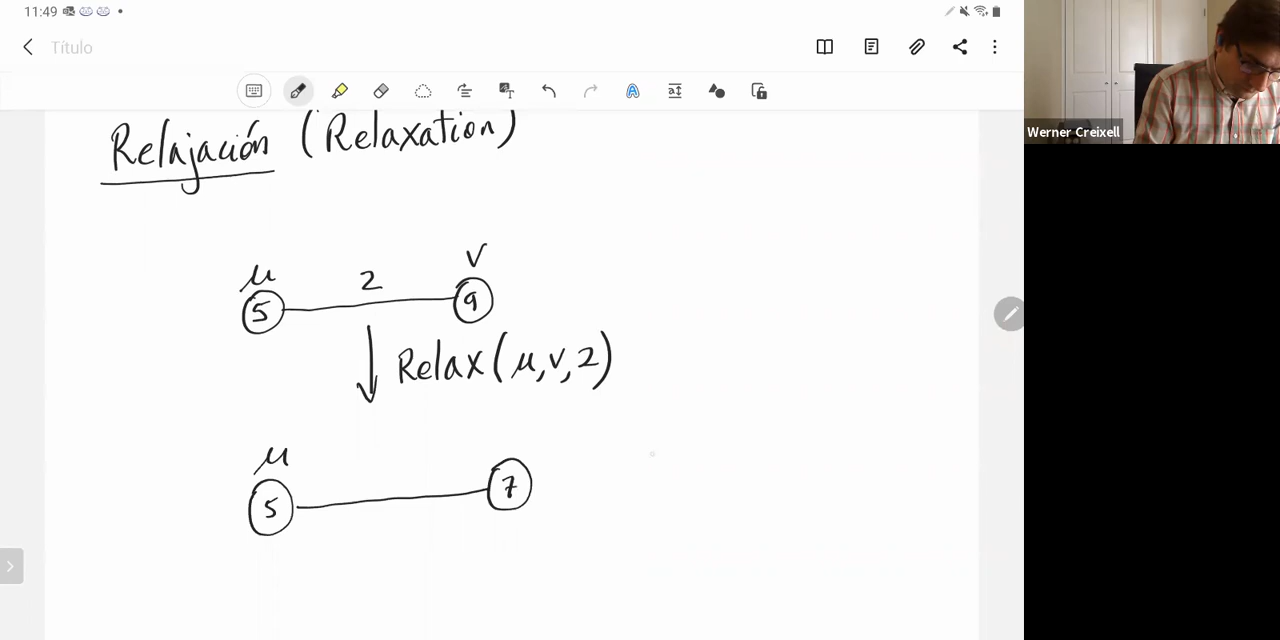 11:49
Título
Werner Creixell
Relajación (Relaxation)
μ 2 v
5 9
Relax(μ,v,2)
μ
5 7